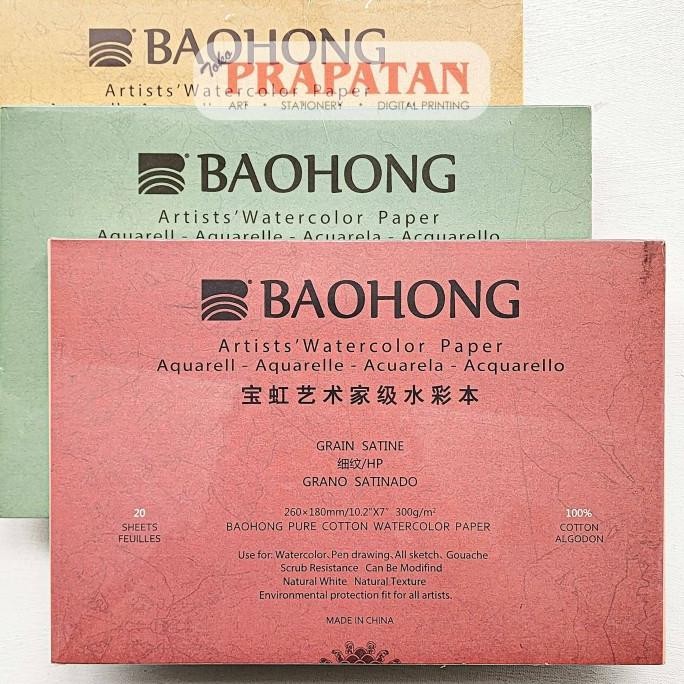 BAOHONG
Artists' Watercolor Paper
Toko
PRAPATAN
ART • STATIONERY • DIGITAL PRINTING
BAOHONG
Artists' Watercolor Paper
Aquarell - Aquarelle - Acuarela - Acquarello
BAOHONG
Artists' Watercolor Paper
Aquarell - Aquarelle - Acuarela - Acquarello
宝虹艺术家级水彩本
GRAIN SATINE
细纹/HP
GRANO SATINADO
20
SHEETS
FEUILLES
260×180mm/10.2"X7" 300g/m²
BAOHONG PURE COTTON WATERCOLOR PAPER
100%
COTTON
ALGODON
Use for: Watercolor、Pen drawing、All sketch、Gouache
Scrub Resistance Can Be Modifind
Natural White Natural Texture
Environmental protection fit for all artists.
MADE IN CHINA